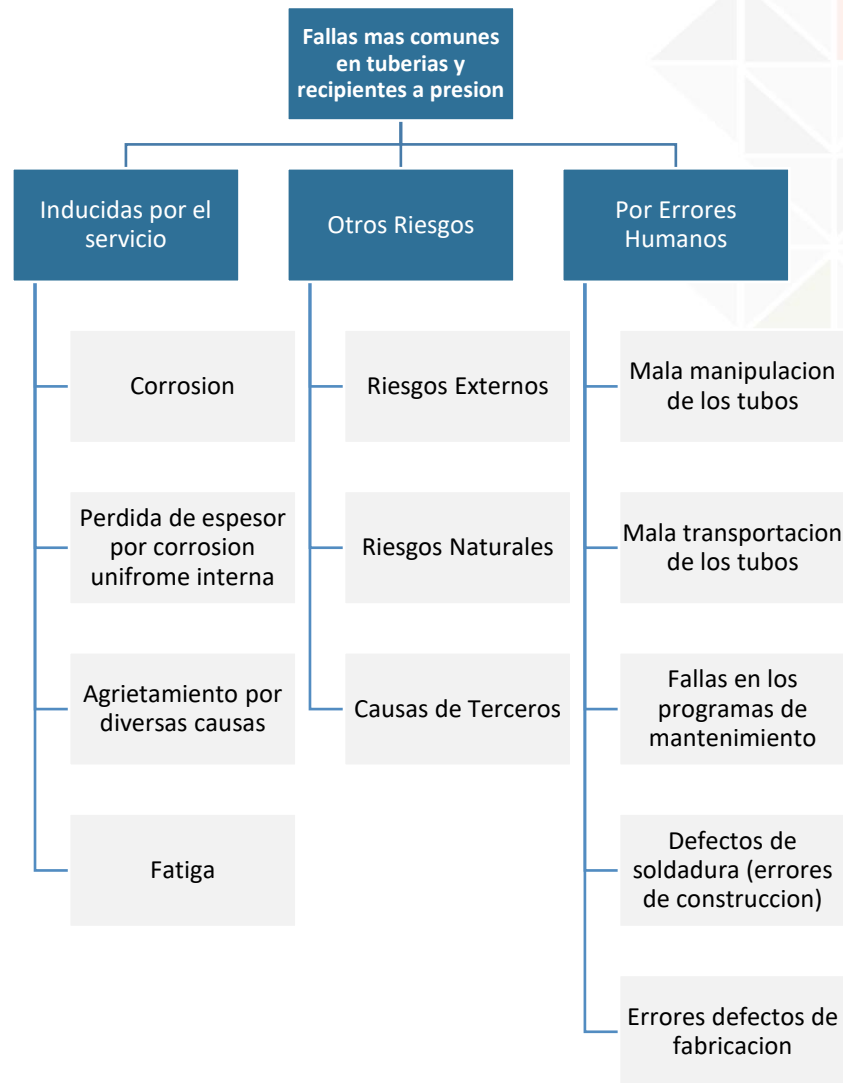 Fallas mas comunes
en tuberias y
recipientes a presion
Inducidas por el
servicio
Corrosion
Perdida de espesor
por corrosion
unifrome interna
Agrietamiento por
diversas causas
Fatiga
Otros Riesgos
Riesgos Externos
Riesgos Naturales
Causas de Terceros
Por Errores
Humanos
Mala manipulacion
de los tubos
Mala transportacion
de los tubos
Fallas en los
programas de
mantenimiento
Defectos de
soldadura (errores
de construccion)
Errores defectos de
fabricacion